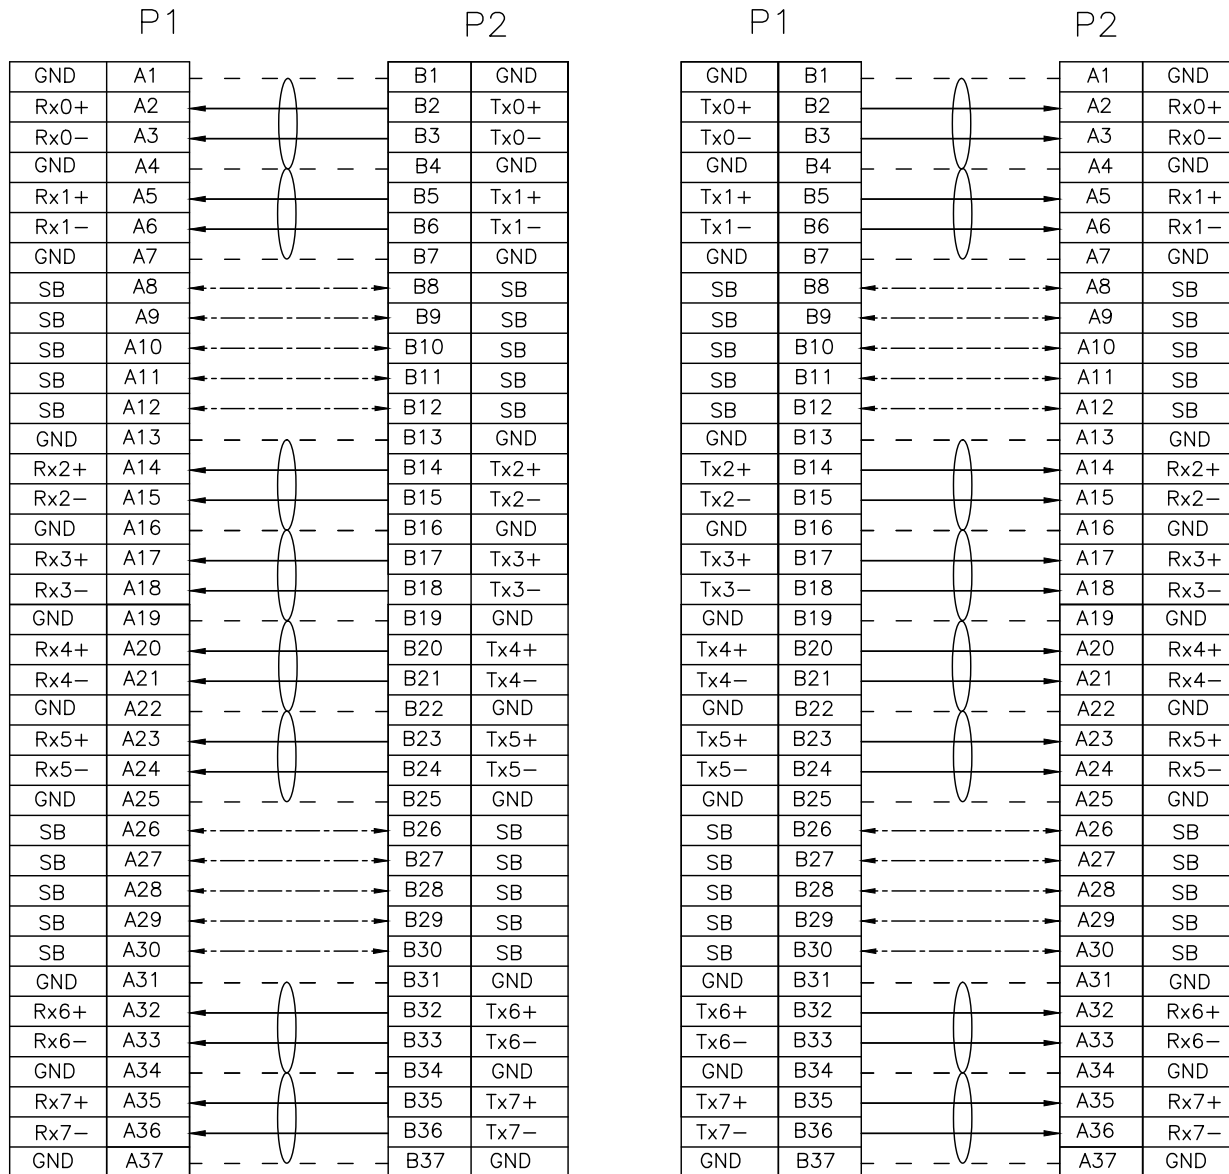 P1 P2 P1 P2
GND A1 B1 GND GND B1 A1 GND
Rx0+ A2 B2 Tx0+ Tx0+ B2 A2 Rx0+
Rx0− A3 B3 Tx0− Tx0− B3 A3 Rx0−
GND A4 B4 GND GND B4 A4 GND
Rx1+ A5 B5 Tx1+ Tx1+ B5 A5 Rx1+
Rx1− A6 B6 Tx1− Tx1− B6 A6 Rx1−
GND A7 B7 GND GND B7 A7 GND
SB A8 B8 SB SB B8 A8 SB
SB A9 B9 SB SB B9 A9 SB
SB A10 B10 SB SB B10 A10 SB
SB A11 B11 SB SB B11 A11 SB
SB A12 B12 SB SB B12 A12 SB
GND A13 B13 GND GND B13 A13 GND
Rx2+ A14 B14 Tx2+ Tx2+ B14 A14 Rx2+
Rx2− A15 B15 Tx2− Tx2− B15 A15 Rx2−
GND A16 B16 GND GND B16 A16 GND
Rx3+ A17 B17 Tx3+ Tx3+ B17 A17 Rx3+
Rx3− A18 B18 Tx3− Tx3− B18 A18 Rx3−
GND A19 B19 GND GND B19 A19 GND
Rx4+ A20 B20 Tx4+ Tx4+ B20 A20 Rx4+
Rx4− A21 B21 Tx4− Tx4− B21 A21 Rx4−
GND A22 B22 GND GND B22 A22 GND
Rx5+ A23 B23 Tx5+ Tx5+ B23 A23 Rx5+
Rx5− A24 B24 Tx5− Tx5− B24 A24 Rx5−
GND A25 B25 GND GND B25 A25 GND
SB A26 B26 SB SB B26 A26 SB
SB A27 B27 SB SB B27 A27 SB
SB A28 B28 SB SB B28 A28 SB
SB A29 B29 SB SB B29 A29 SB
SB A30 B30 SB SB B30 A30 SB
GND A31 B31 GND GND B31 A31 GND
Rx6+ A32 B32 Tx6+ Tx6+ B32 A32 Rx6+
Rx6− A33 B33 Tx6− Tx6− B33 A33 Rx6−
GND A34 B34 GND GND B34 A34 GND
Rx7+ A35 B35 Tx7+ Tx7+ B35 A35 Rx7+
Rx7− A36 B36 Tx7− Tx7− B36 A36 Rx7−
GND A37 B37 GND GND B37 A37 GND